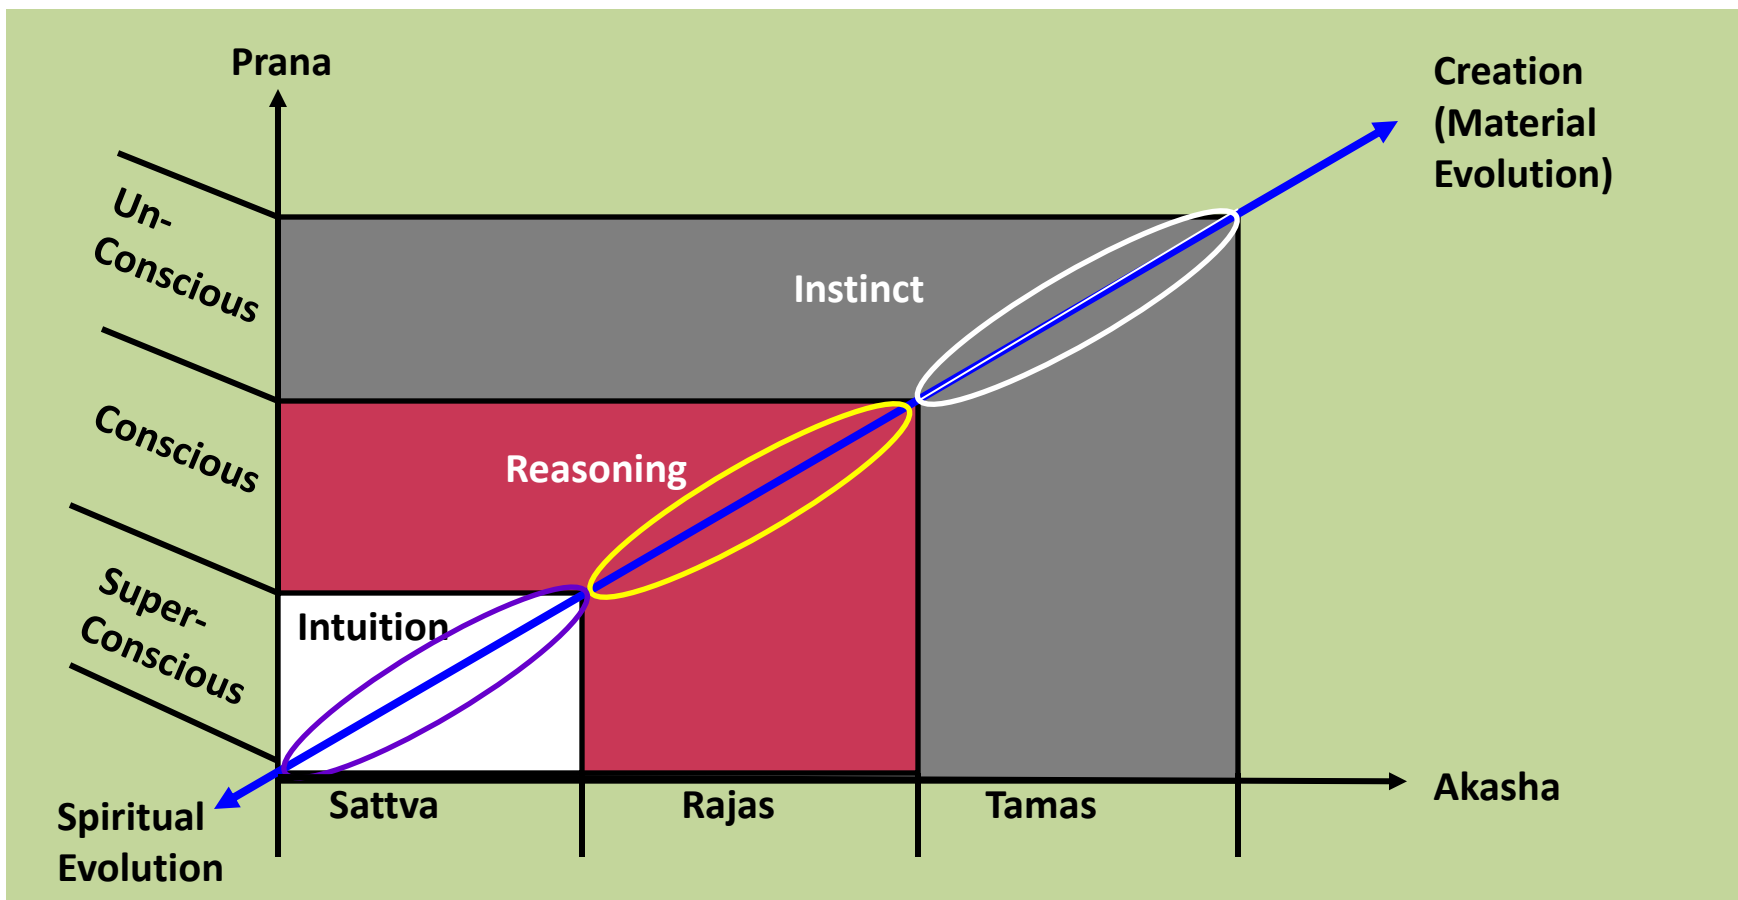 Prana
Creation
(Material
Evolution)
Un-
Conscious
Instinct
Conscious
Reasoning
Super-
Conscious
Intuition
Sattva
Rajas
Tamas
Akasha
Spiritual
Evolution